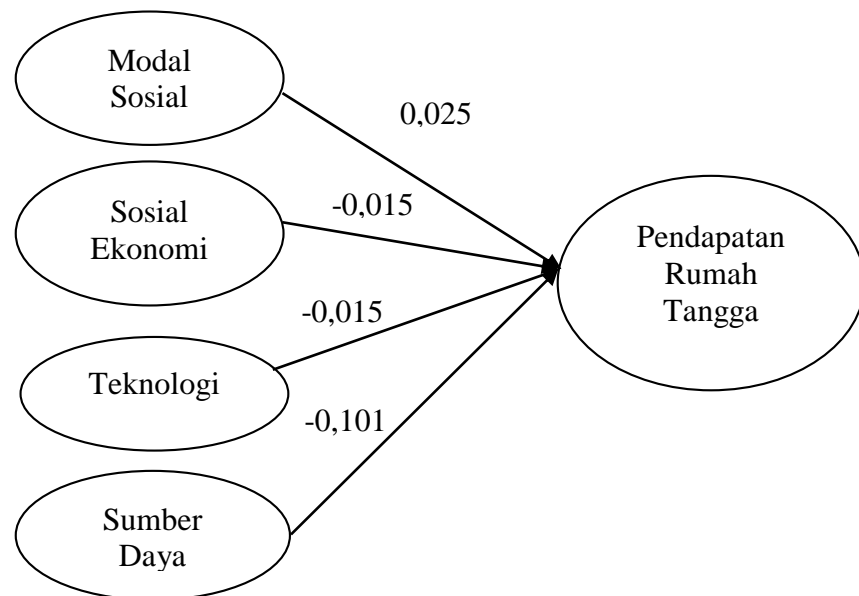 Modal
Sosial
0,025
Sosial
Ekonomi
-0,015
Pendapatan
Rumah
Tangga
-0,015
Teknologi
-0,101
Sumber
Daya